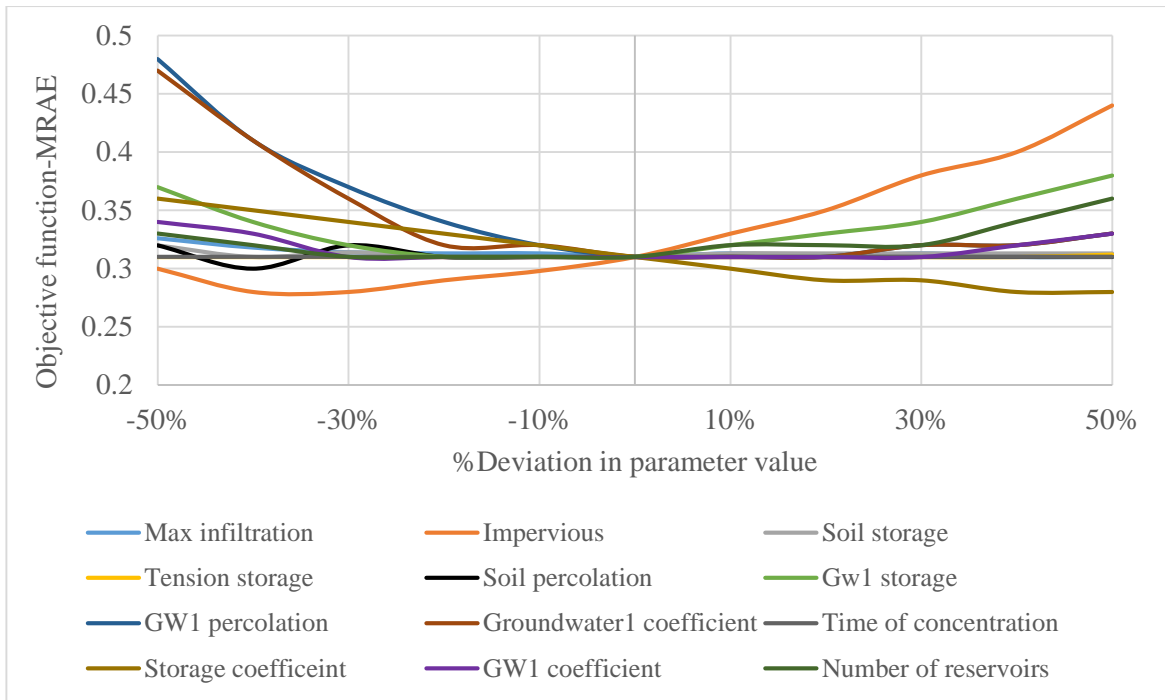 0.5
0.45
0.4
0.35
0.3
0.25
0.2
Objective function-MRAE
-50% -30% -10% 10% 30% 50%
%Deviation in parameter value
Max infiltration Impervious Soil storage
Tension storage Soil percolation Gw1 storage
GW1 percolation Groundwater1 coefficient Time of concentration
Storage coefficeint GW1 coefficient Number of reservoirs